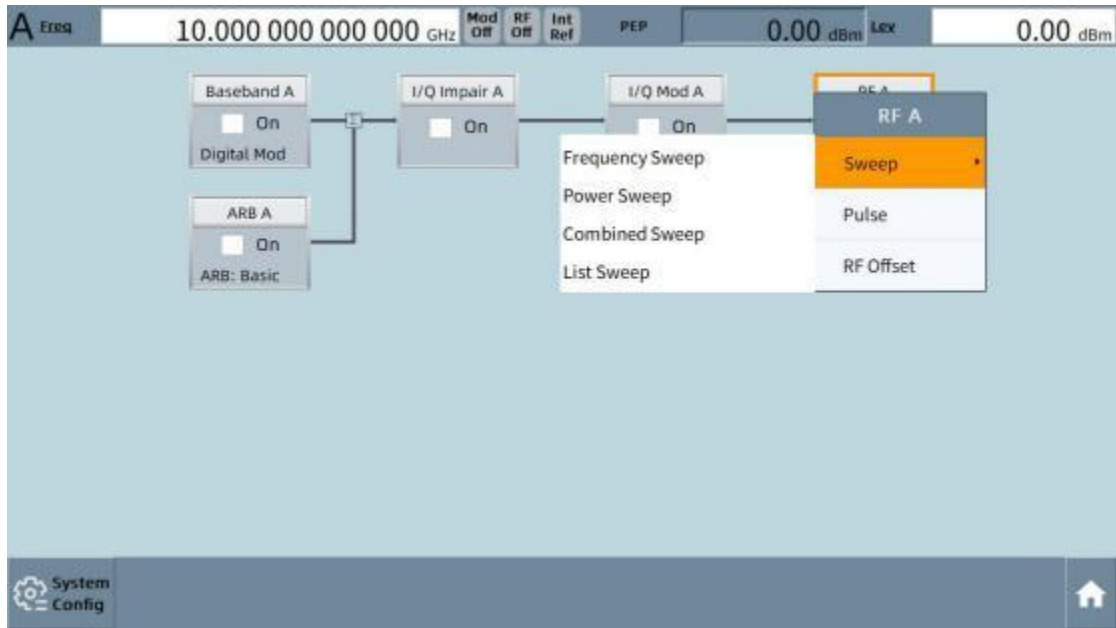 A Freq 10.000 000 000 000 GHz Mod Off RF Off Int Ref PEP 0.00 dBm Lev 0.00 dBm
Baseband A
On
Digital Mod
I/Q Impair A
On
I/Q Mod A
On
RF A
RF A
Sweep
Pulse
RF Offset
Frequency Sweep
Power Sweep
Combined Sweep
List Sweep
ARB A
On
ARB: Basic
System
Config